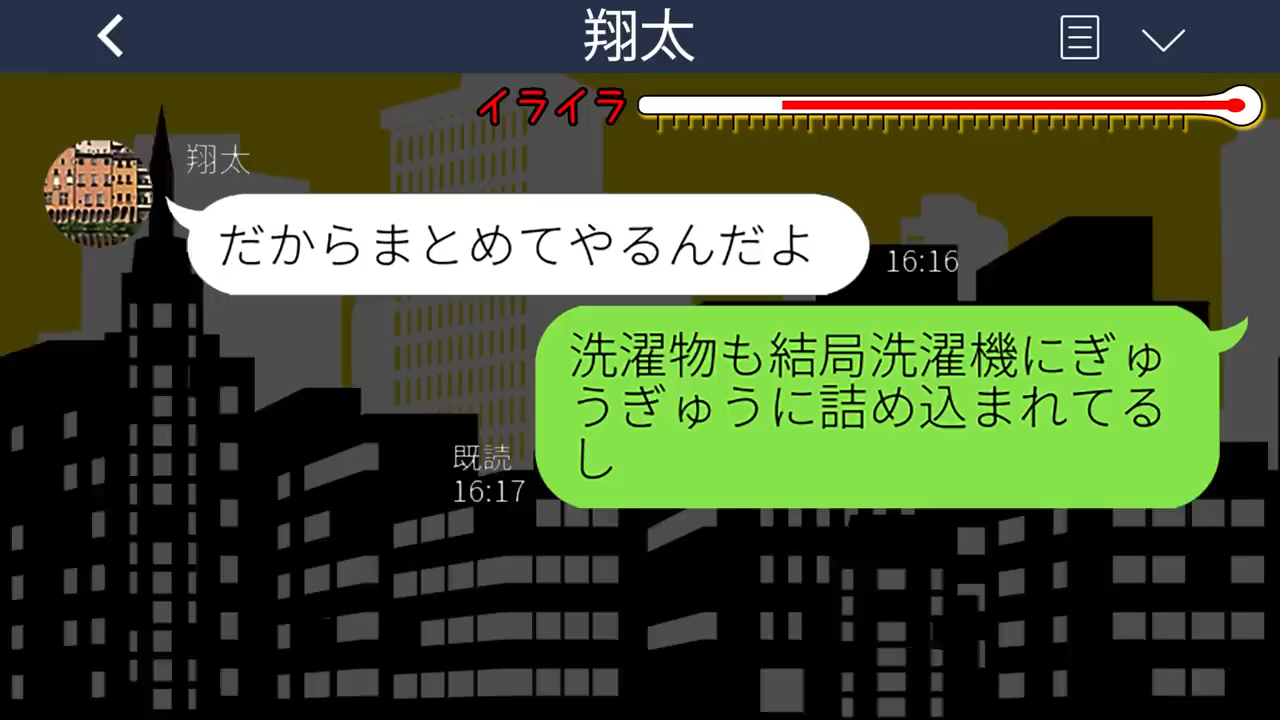 翔太
イライラ
翔太
だからまとめてやるんだよ
16:16
洗濯物も結局洗濯機にぎゅ
うぎゅうに詰め込まれてる
し
既読
16:17